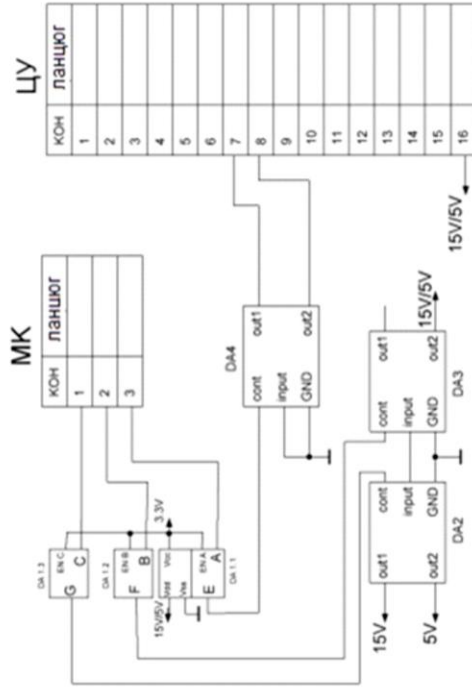 МК
КОН ланцюг
1
2
3
ЦУ
КОН ланцюг
1
2
3
4
5
6
7
8
9
10
11
12
13
14
15
16
15V/5V
DA 1.3
G EN C
C
DA 1.2
F EN B
B
15V/5V
Vdd Vcc
3.3V
Vss
E EN A
A
DA 1.1
DA4
cont out1
input
GND out2
15V
5V
out1 cont
input
out2 GND
DA2
cont out1
input
GND out2
15V/5V
DA3